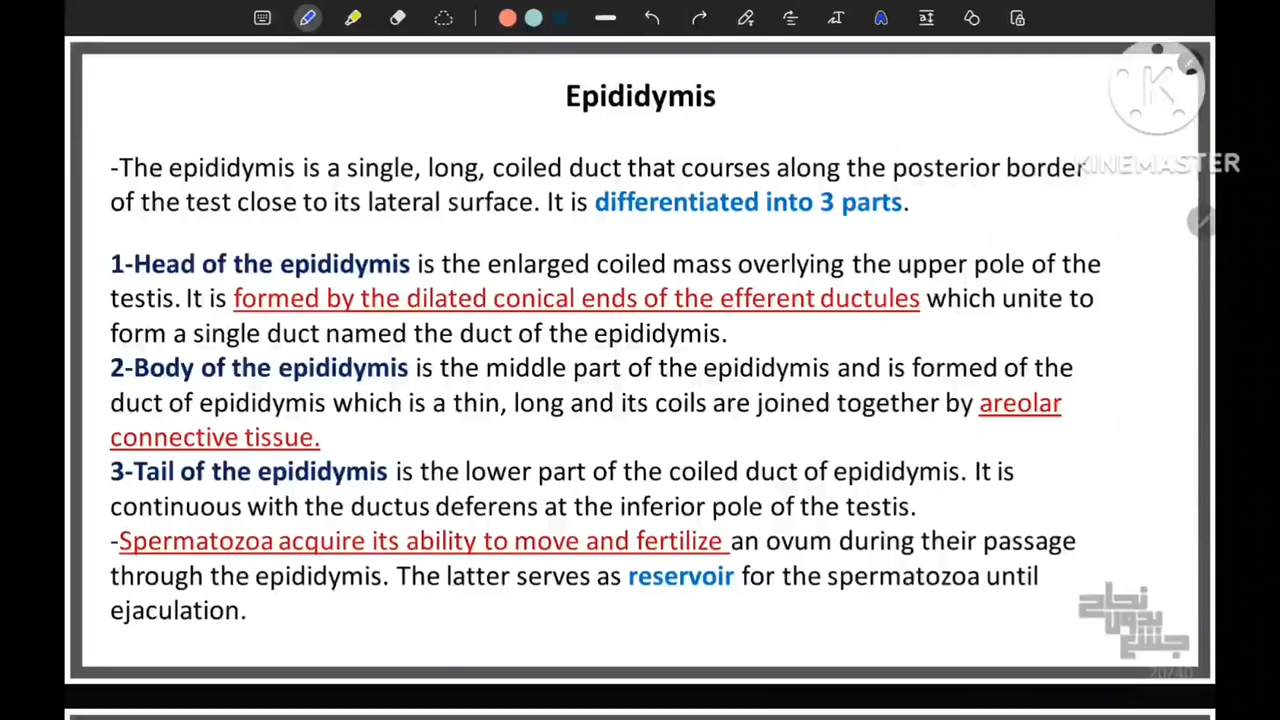 Epididymis
KINEMASTER
-The epididymis is a single, long, coiled duct that courses along the posterior border
of the test close to its lateral surface. It is differentiated into 3 parts.
1-Head of the epididymis is the enlarged coiled mass overlying the upper pole of the
testis. It is formed by the dilated conical ends of the efferent ductules which unite to
form a single duct named the duct of the epididymis.
2-Body of the epididymis is the middle part of the epididymis and is formed of the
duct of epididymis which is a thin, long and its coils are joined together by areolar
connective tissue.
3-Tail of the epididymis is the lower part of the coiled duct of epididymis. It is
continuous with the ductus deferens at the inferior pole of the testis.
-Spermatozoa acquire its ability to move and fertilize an ovum during their passage
through the epididymis. The latter serves as reservoir for the spermatozoa until
ejaculation.
نجاح
بدون